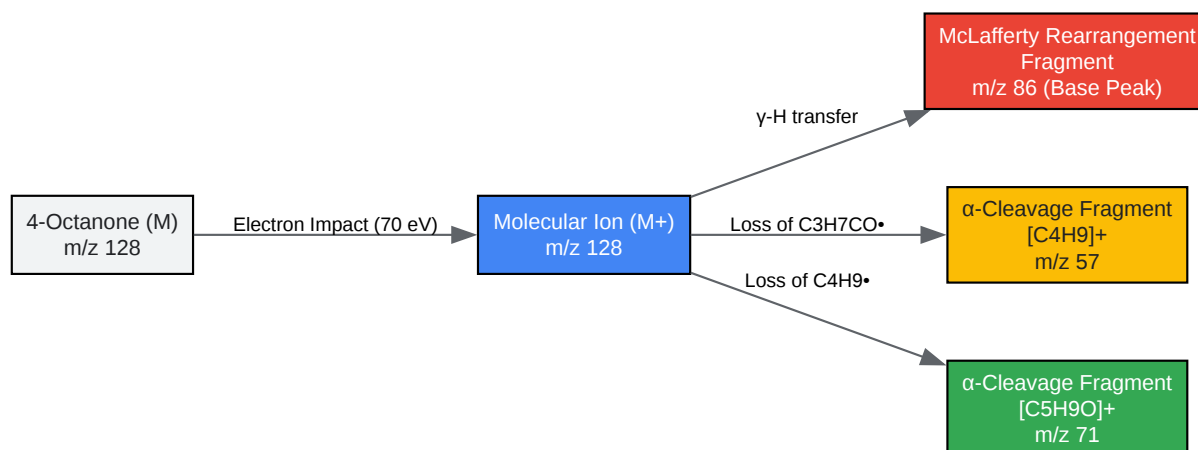 4-Octanone (M)
m/z 128
Electron Impact (70 eV)
Molecular Ion (M+)
m/z 128
γ-H transfer
McLafferty Rearrangement
Fragment
m/z 86 (Base Peak)
Loss of C3H7CO•
α-Cleavage Fragment
[C4H9]+
m/z 57
Loss of C4H9•
α-Cleavage Fragment
[C5H9O]+
m/z 71